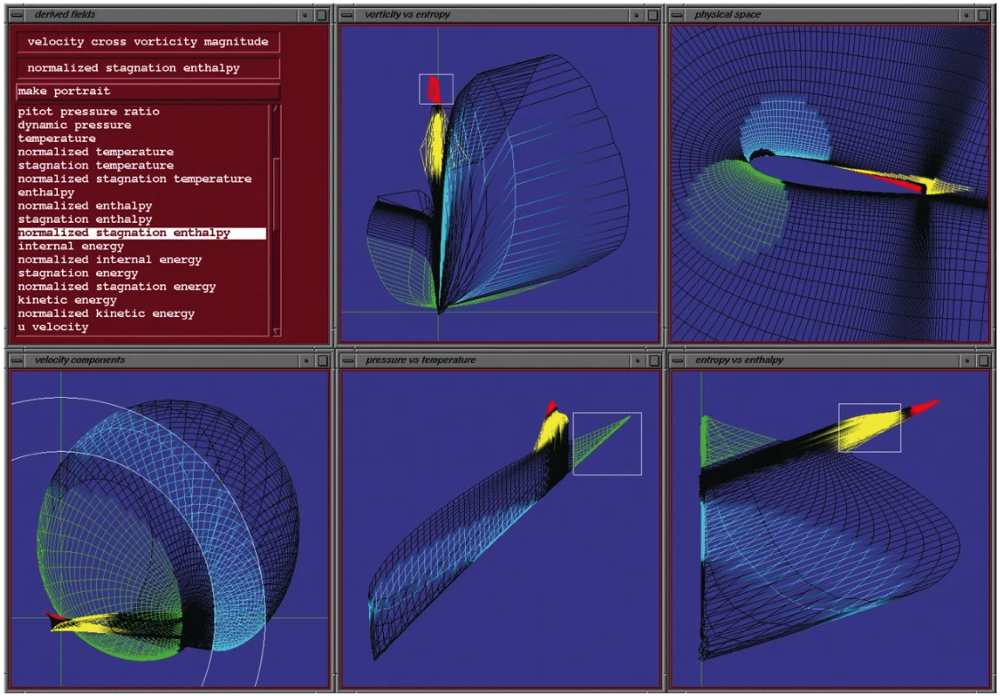 derived fields
velocity cross vorticity magnitude
normalized stagnation enthalpy
make portrait
pitot pressure ratio
dynamic pressure
temperature
normalized temperature
stagnation temperature
normalized stagnation temperature
enthalpy
normalized enthalpy
stagnation enthalpy
normalized stagnation enthalpy
internal energy
normalized internal energy
stagnation energy
normalized stagnation energy
kinetic energy
normalized kinetic energy
u velocity
vorticity vs entropy
physical space
velocity components
pressure vs temperature
entropy vs enthalpy